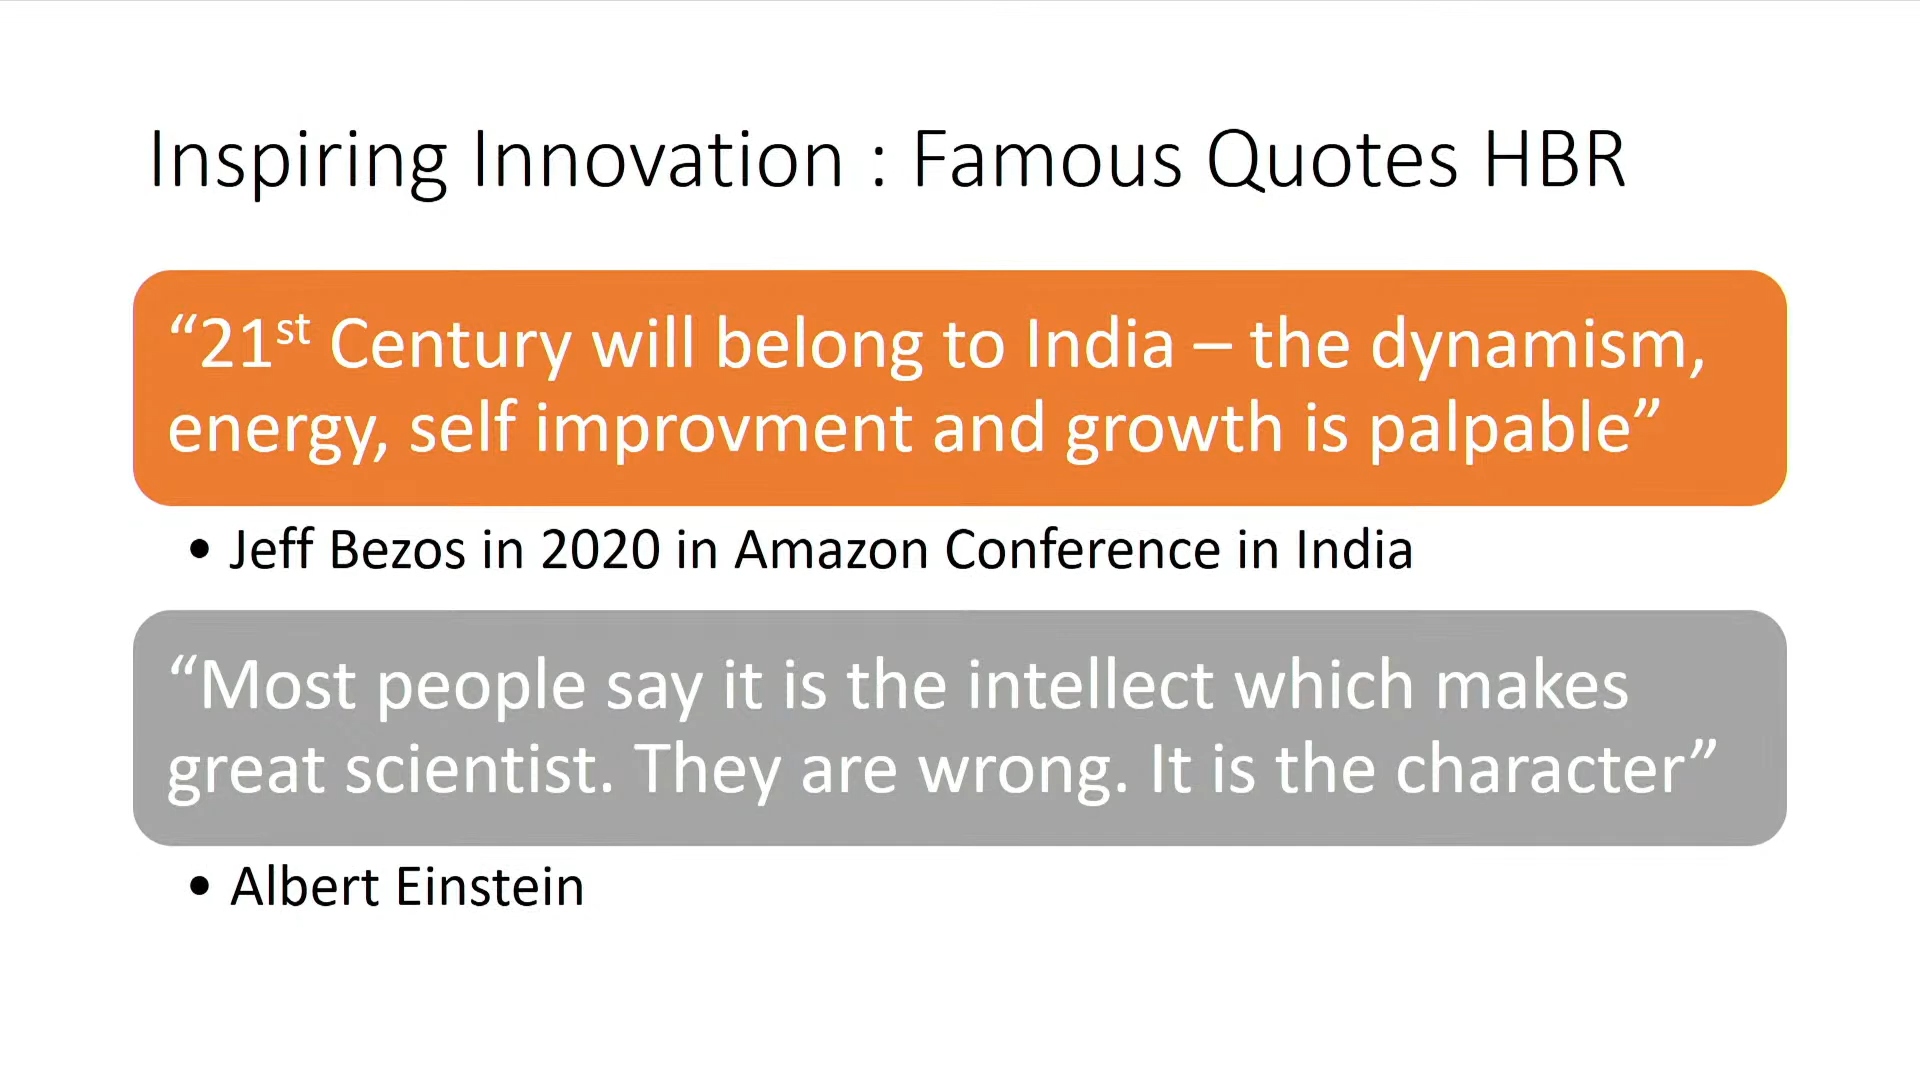 Inspiring Innovation : Famous Quotes HBR
“21st Century will belong to India – the dynamism,
energy, self improvment and growth is palpable”
• Jeff Bezos in 2020 in Amazon Conference in India
“Most people say it is the intellect which makes
great scientist. They are wrong. It is the character”
• Albert Einstein